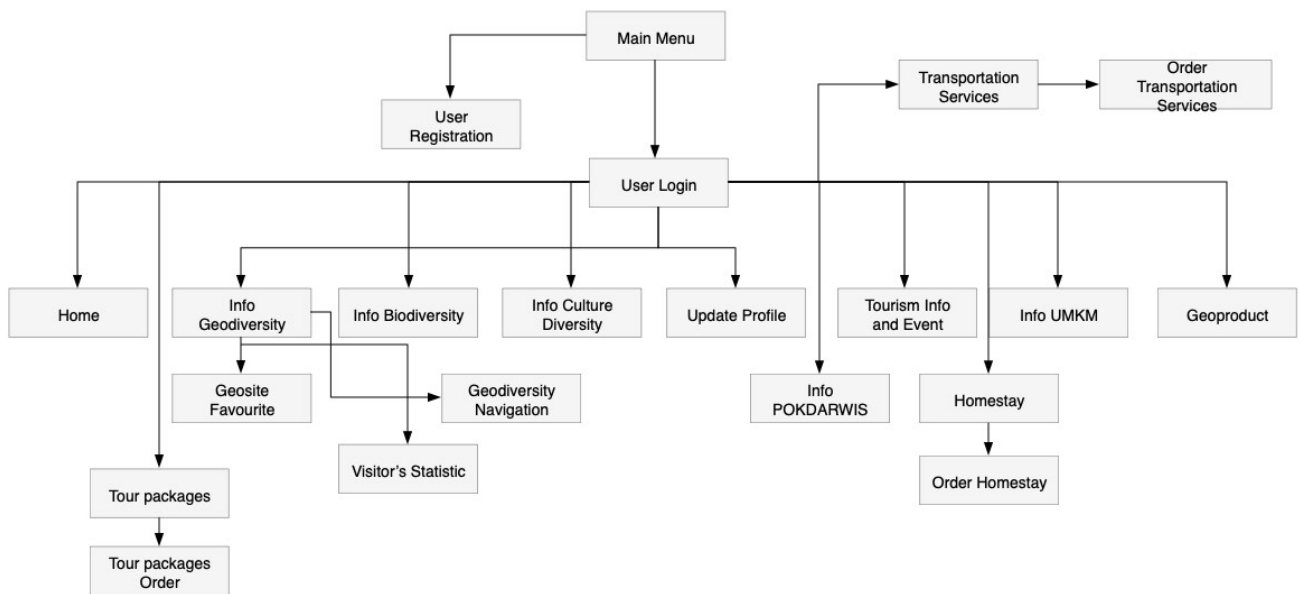 Main Menu
Transportation
Services
Order
Transportation
Services
User
Registration
User Login
Home
Info
Geodiversity
Info Biodiversity
Info Culture
Diversity
Update Profile
Tourism Info
and Event
Info UMKM
Geoproduct
Geosite
Favourite
Geodiversity
Navigation
Info
POKDARWIS
Homestay
Visitor's Statistic
Order Homestay
Tour packages
Tour packages
Order